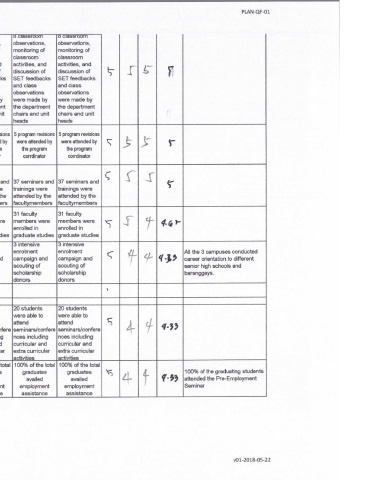 PLAN-QF-01
8 classroom observations, monitoring of classroom activities, and discussion of SET feedbacks and class observations were made by the department chairs and unit heads
8 classroom observations, monitoring of classroom activities, and discussion of SET feedbacks and class observations were made by the department chairs and unit heads
5 5 5 5
5 program revisions were attended by the program coordinator
5 program revisions were attended by the program coordinator
5 5 5 5
37 seminars and trainings were attended by the facultymembers
37 seminars and trainings were attended by the facultymembers
5 5 5 5
31 faculty members were enrolled in graduate studies
31 faculty members were enrolled in graduate studies
5 5 4 4.67
3 intensive enrolment campaign and scouting of scholarship donors
3 intensive enrolment campaign and scouting of scholarship donors
5 4 4 4.33
All the 3 campuses conducted career orientation to different senior high schools and baranggays.
20 students were able to attend seminars/conferences including curricular and extra curricular activities
20 students were able to attend seminars/conferences including curricular and extra curricular activities
5 4 4 4.33
100% of the total graduates availed employment assistance
100% of the total graduates availed employment assistance
5 4 4 4.33
100% of the graduating students attended the Pre-Employment Seminar
v01-2018-05-22